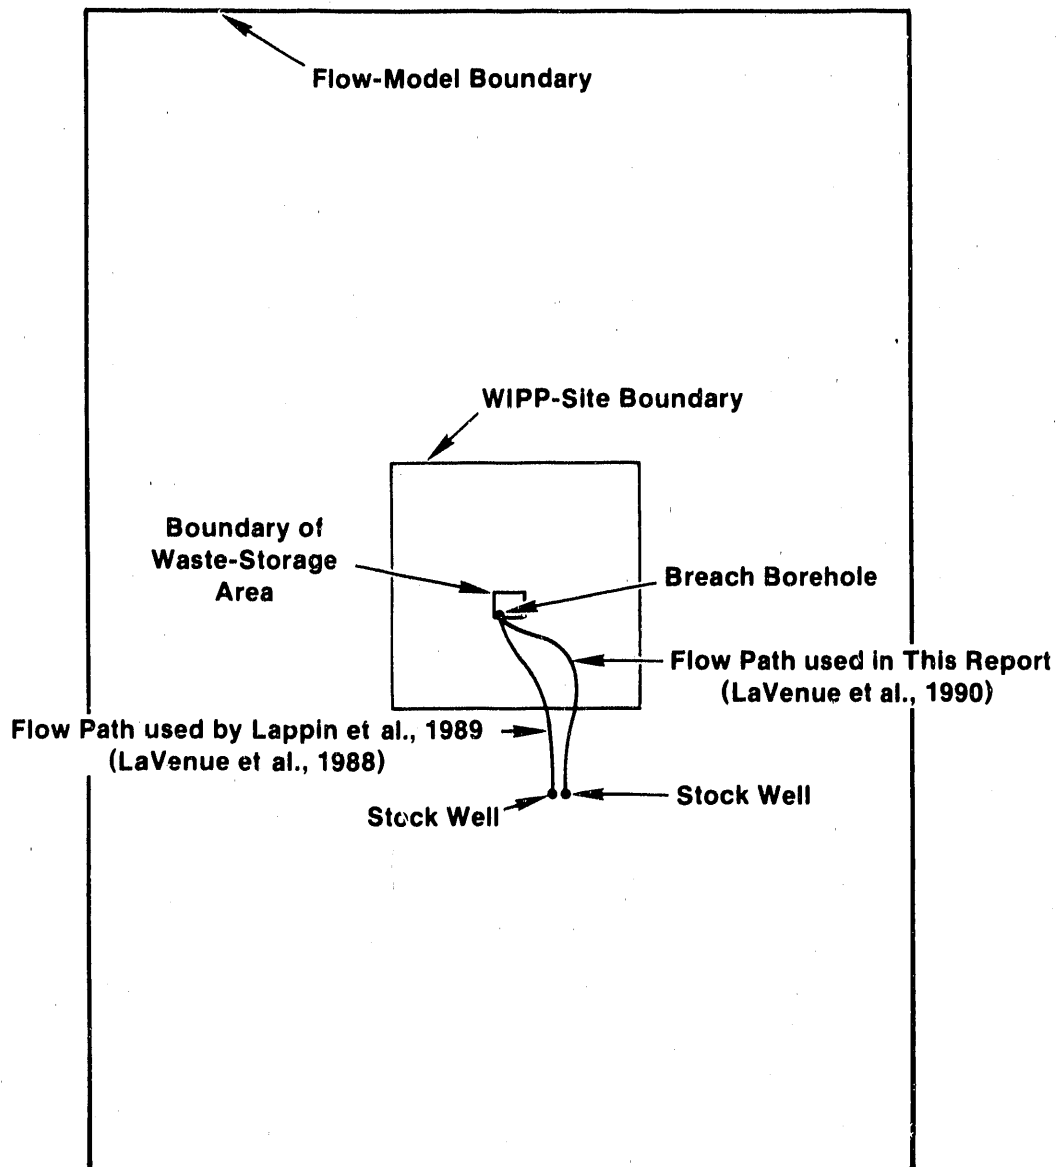 Flow-Model Boundary
WIPP-Site Boundary
Boundary of
Waste-Storage
Area
Breach Borehole
Flow Path used in This Report
(LaVenue et al., 1990)
Flow Path used by Lappin et al., 1989
(LaVenue et al., 1988)
Stock Well
Stock Well